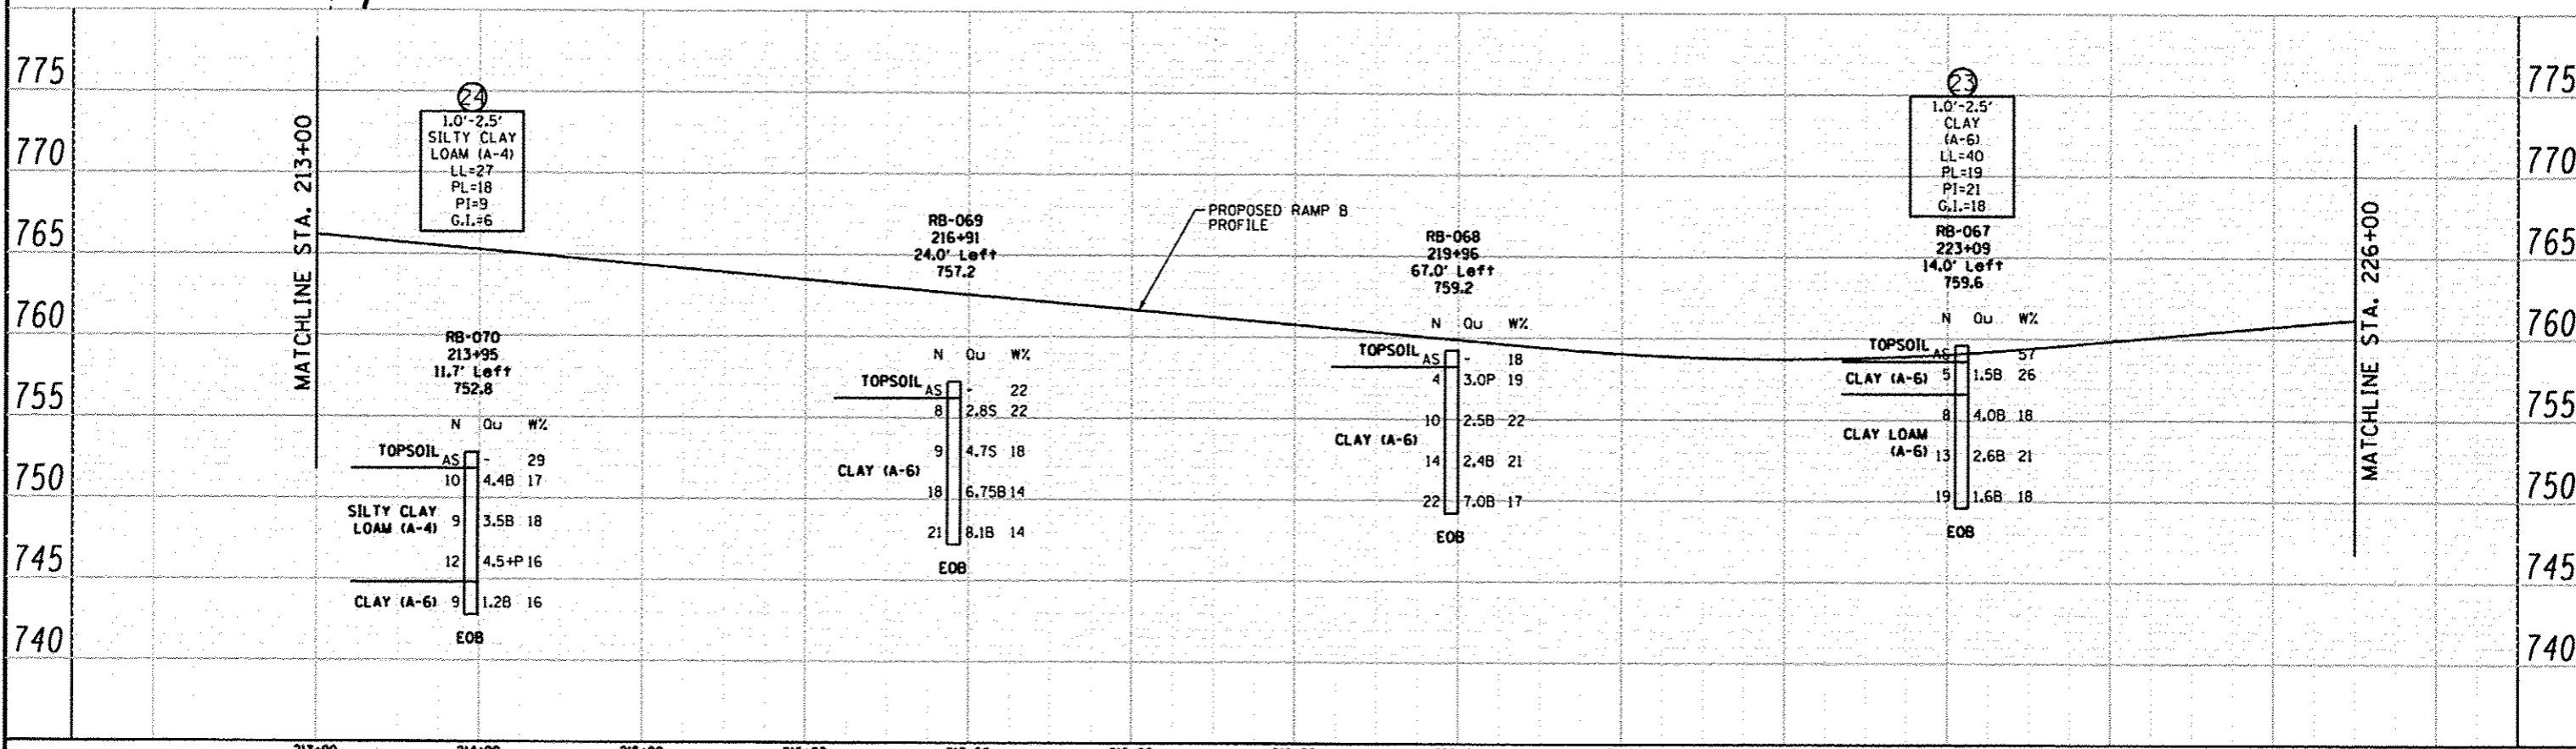 775
770
765
760
755
750
745
740
MATCHLINE STA. 213+00
24
1.0'-2.5'
SILTY CLAY
LOAM (A-4)
LL=27
PL=18
PI=9
G.I.=6
RB-070
213+95
11.7' Left
752.8
N Qu W%
TOPSOIL AS - 29
10 4.4B 17
SILTY CLAY
LOAM (A-4) 9 3.5B 18
12 4.5+P 16
CLAY (A-6) 9 1.2B 16
EOB
RB-069
216+91
24.0' Left
757.2
N Qu W%
TOPSOIL AS - 22
8 2.8S 22
9 4.7S 18
CLAY (A-6)
18 6.75B 14
21 8.1B 14
EOB
PROPOSED RAMP B
PROFILE
RB-068
219+96
67.0' Left
759.2
N Qu W%
TOPSOIL AS - 18
4 3.0P 19
10 2.5B 22
CLAY (A-6)
14 2.4B 21
22 7.0B 17
EOB
23
1.0'-2.5'
CLAY
(A-6)
LL=40
PL=19
PI=21
G.I.=18
RB-067
223+09
14.0' Left
759.6
N Qu W%
TOPSOIL AS 57
CLAY (A-6) 5 1.5B 26
8 4.0B 18
CLAY LOAM
(A-6) 13 2.6B 21
19 1.6B 18
EOB
MATCHLINE STA. 226+00
775
770
765
760
755
750
745
740